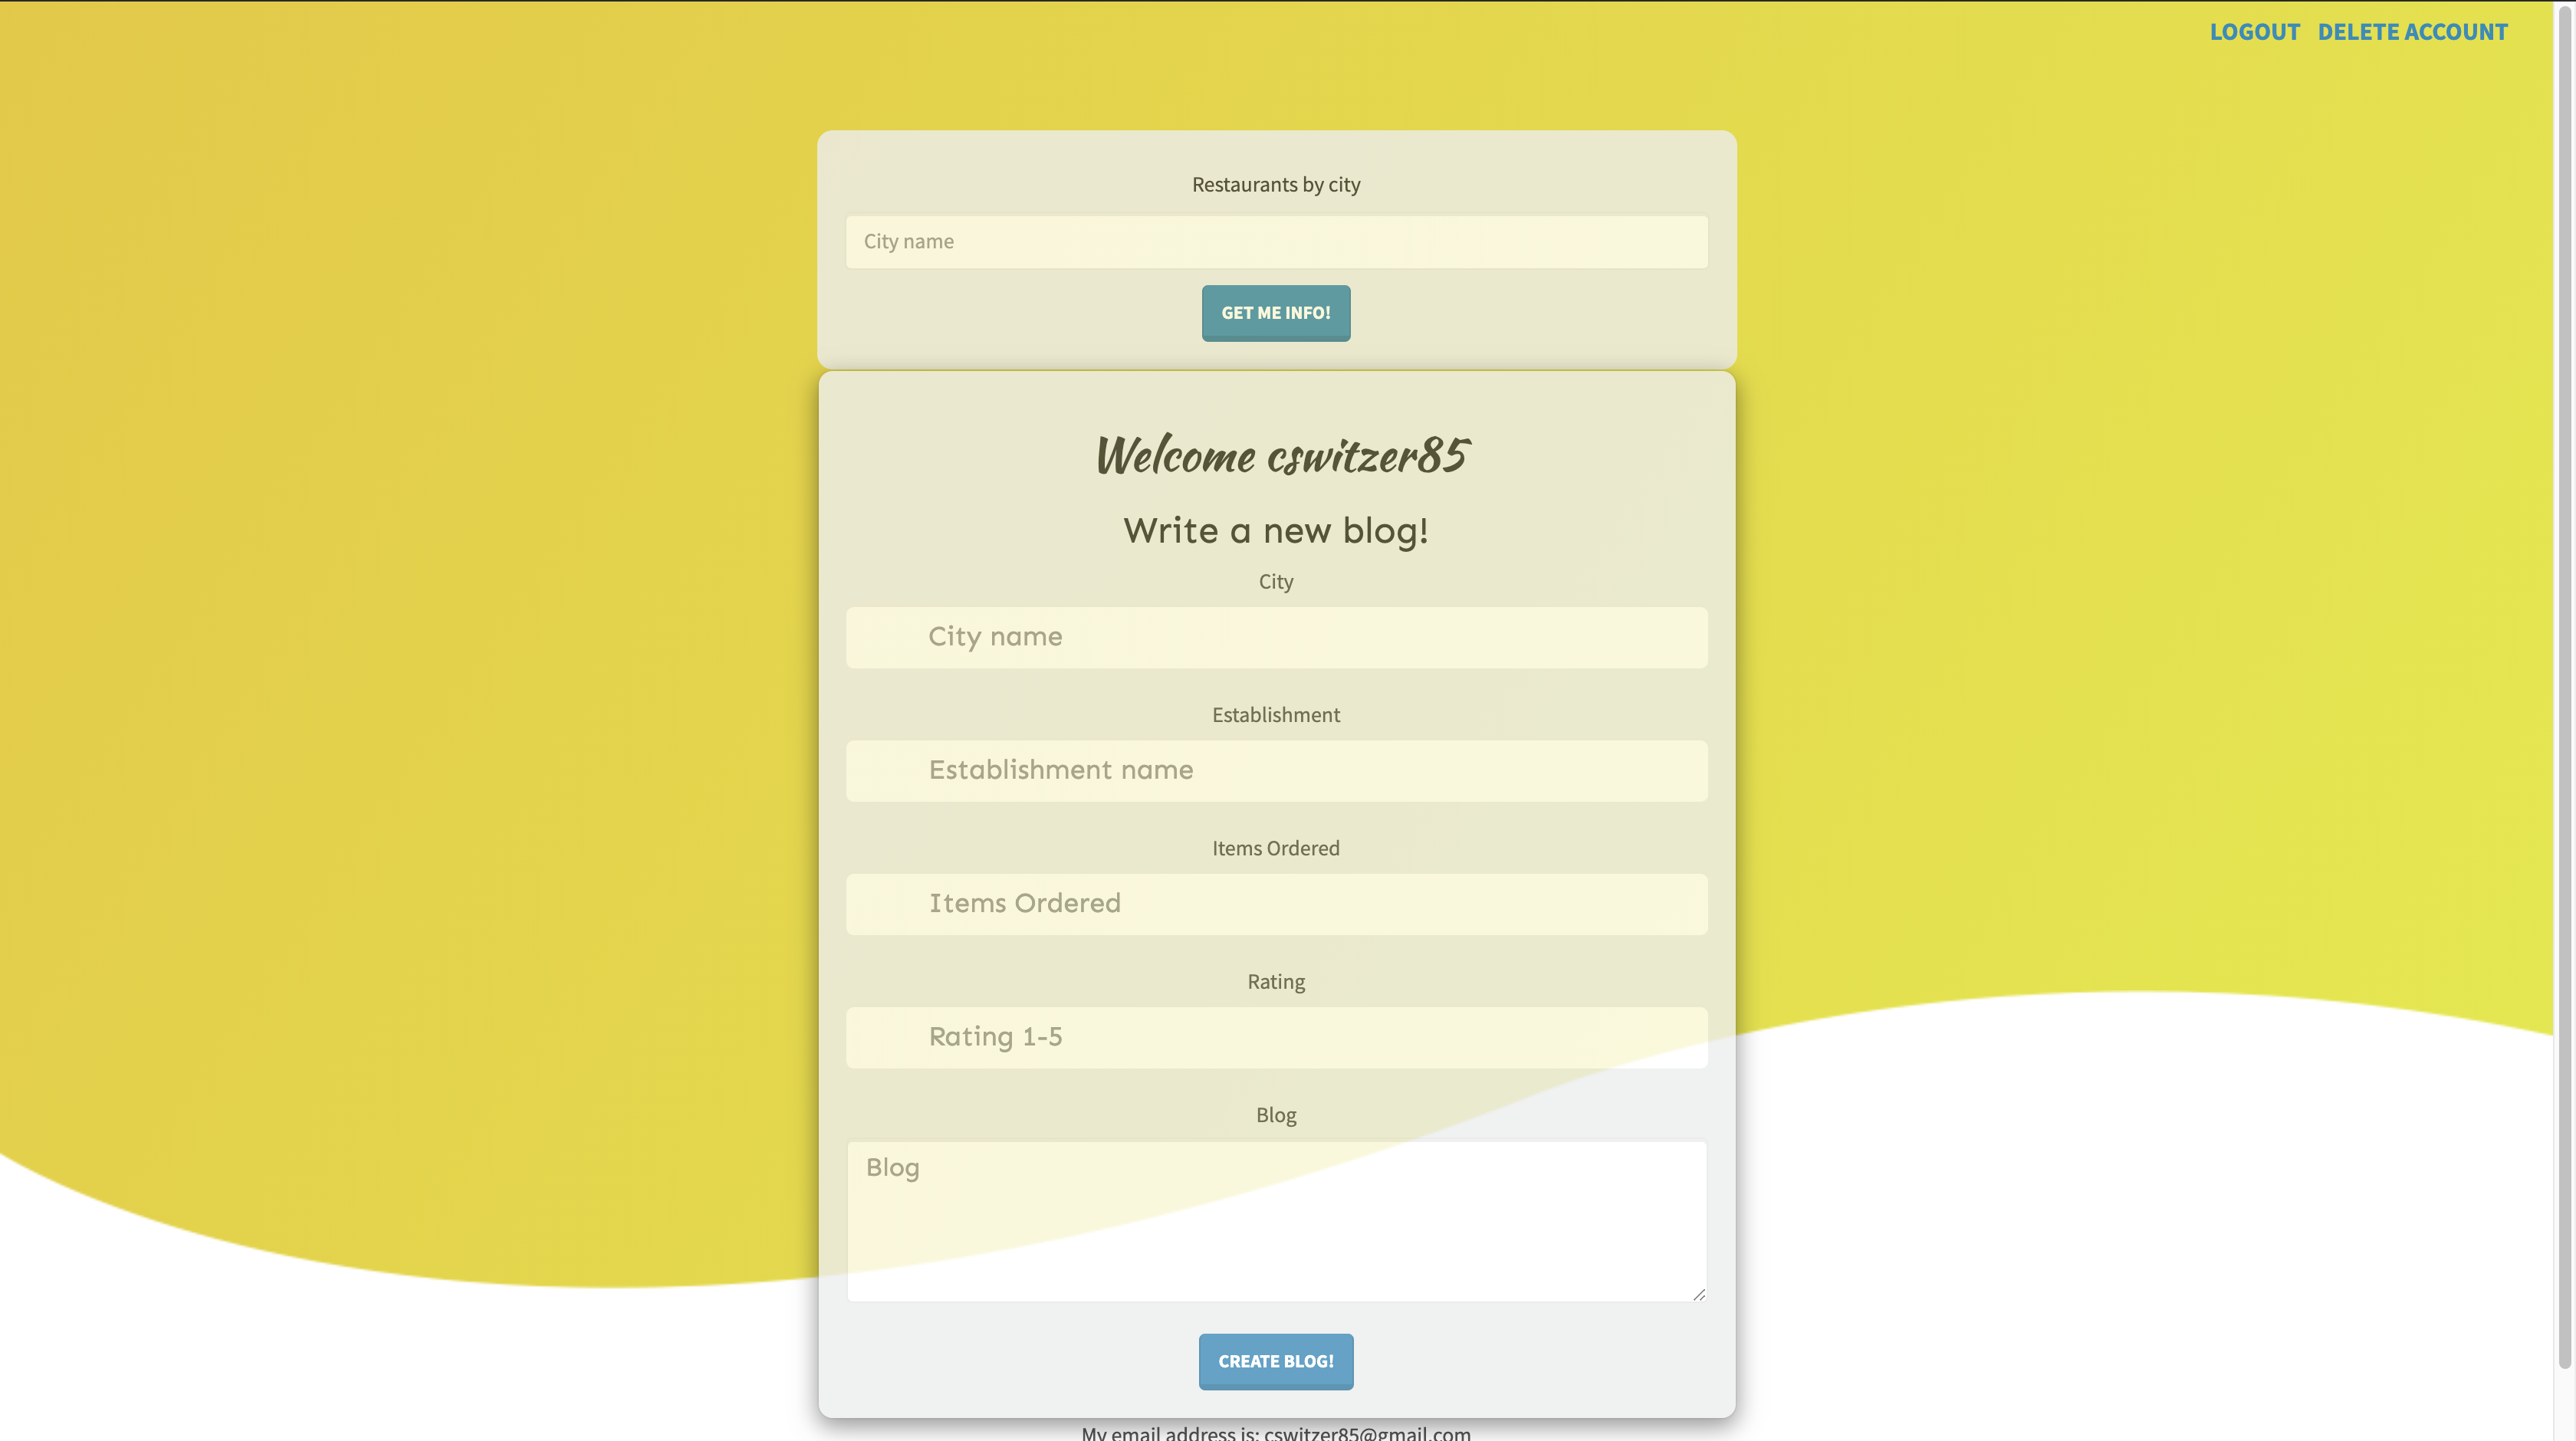 LOGOUT DELETE ACCOUNT
Restaurants by city
City name
GET ME INFO!
Welcome cswitzer85
Write a new blog!
City
City name
Establishment
Establishment name
Items Ordered
Items Ordered
Rating
Rating 1-5
Blog
Blog
CREATE BLOG!
My email address is: cswitzer85@gmail.com